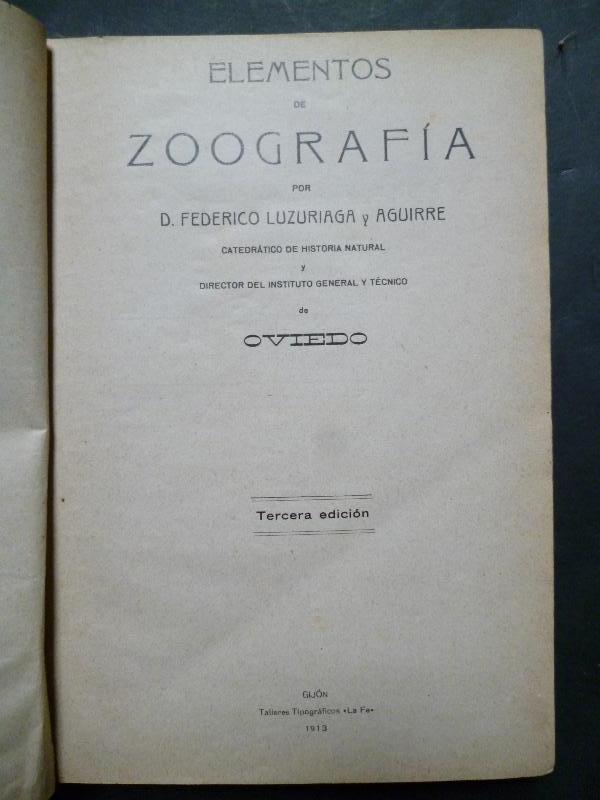 ELEMENTOS
DE
ZOOGRAFÍA
POR
D. FEDERICO LUZURIAGA y AGUIRRE
CATEDRÁTICO DE HISTORIA NATURAL
y
DIRECTOR DEL INSTITUTO GENERAL Y TÉCNICO
de
OVIEDO
Tercera edición
GIJÓN
Talleres Tipográficos «La Fe»
1913